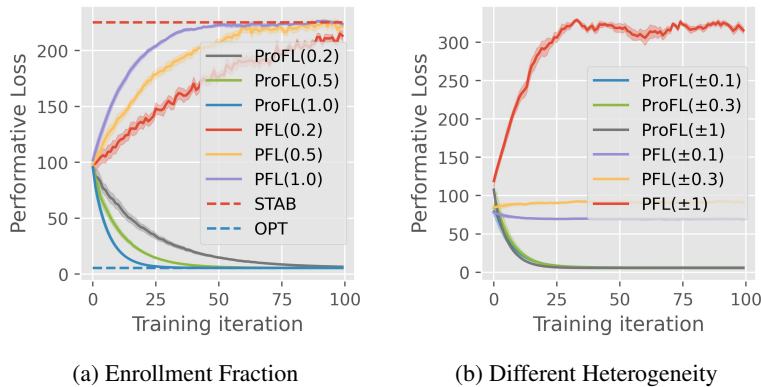 Performative Loss
200
150
100
50
0
ProFL(0.2)
ProFL(0.5)
ProFL(1.0)
PFL(0.2)
PFL(0.5)
PFL(1.0)
STAB
OPT
0 25 50 75 100
Training iteration
(a) Enrollment Fraction
Performative Loss
300
250
200
150
100
50
0
ProFL(±0.1)
ProFL(±0.3)
ProFL(±1)
PFL(±0.1)
PFL(±0.3)
PFL(±1)
0 25 50 75 100
Training iteration
(b) Different Heterogeneity